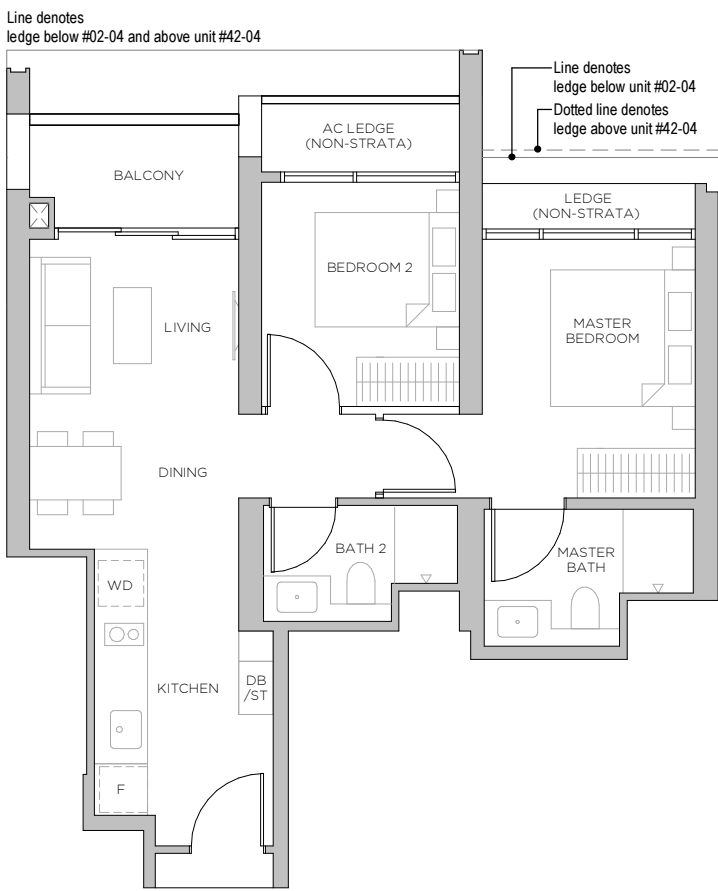 Line denotes
ledge below #02-04 and above unit #42-04
Line denotes
ledge below unit #02-04
Dotted line denotes
ledge above unit #42-04
AC LEDGE
(NON-STRATA)
BALCONY
LEDGE
(NON-STRATA)
BEDROOM 2
LIVING
MASTER
BEDROOM
DINING
BATH 2
MASTER
BATH
WD
KITCHEN
DB
/ST
F